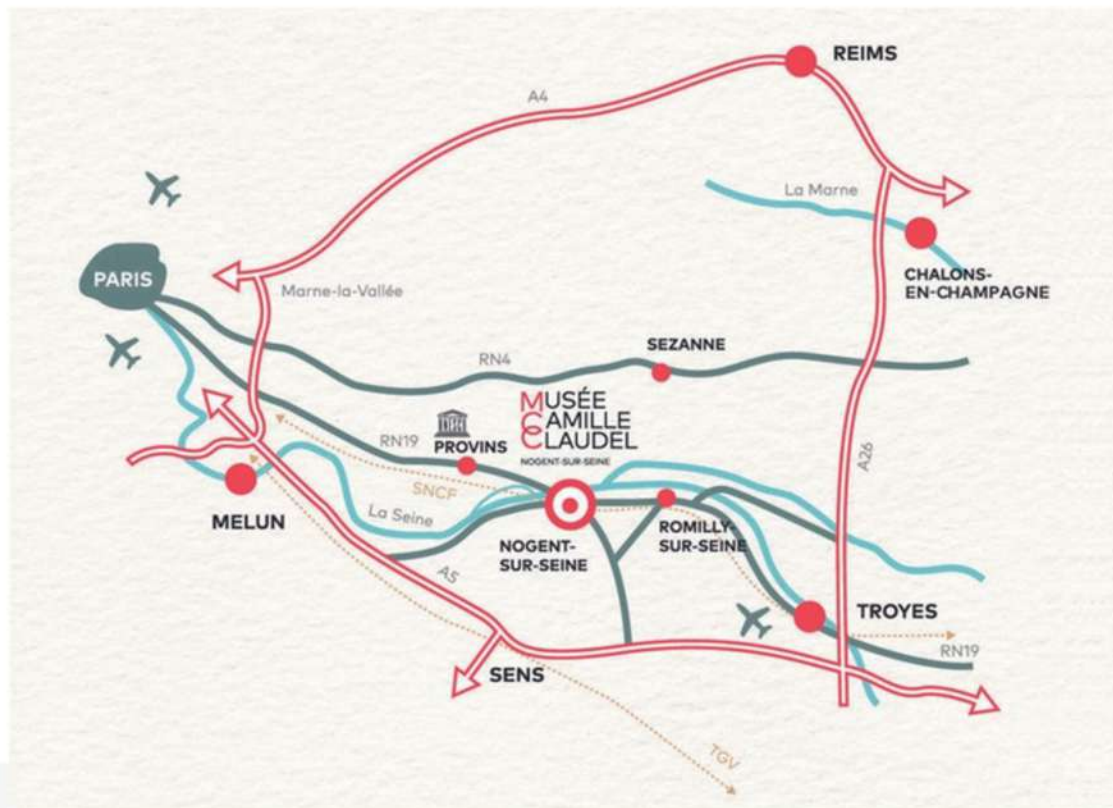 REIMS
A4
La Marne
PARIS
CHALONS-
EN-CHAMPAGNE
Marne-la-Vallée
SEZANNE
RN4
MUSÉE
CAMILLE
CLAUDEL
NOGENT-SUR-SEINE
UNESCO
RN19
PROVINS
A26
SNCF
La Seine
MELUN
NOGENT-
SUR-SEINE
ROMILLY-
SUR-SEINE
A5
TROYES
RN19
SENS
TGV